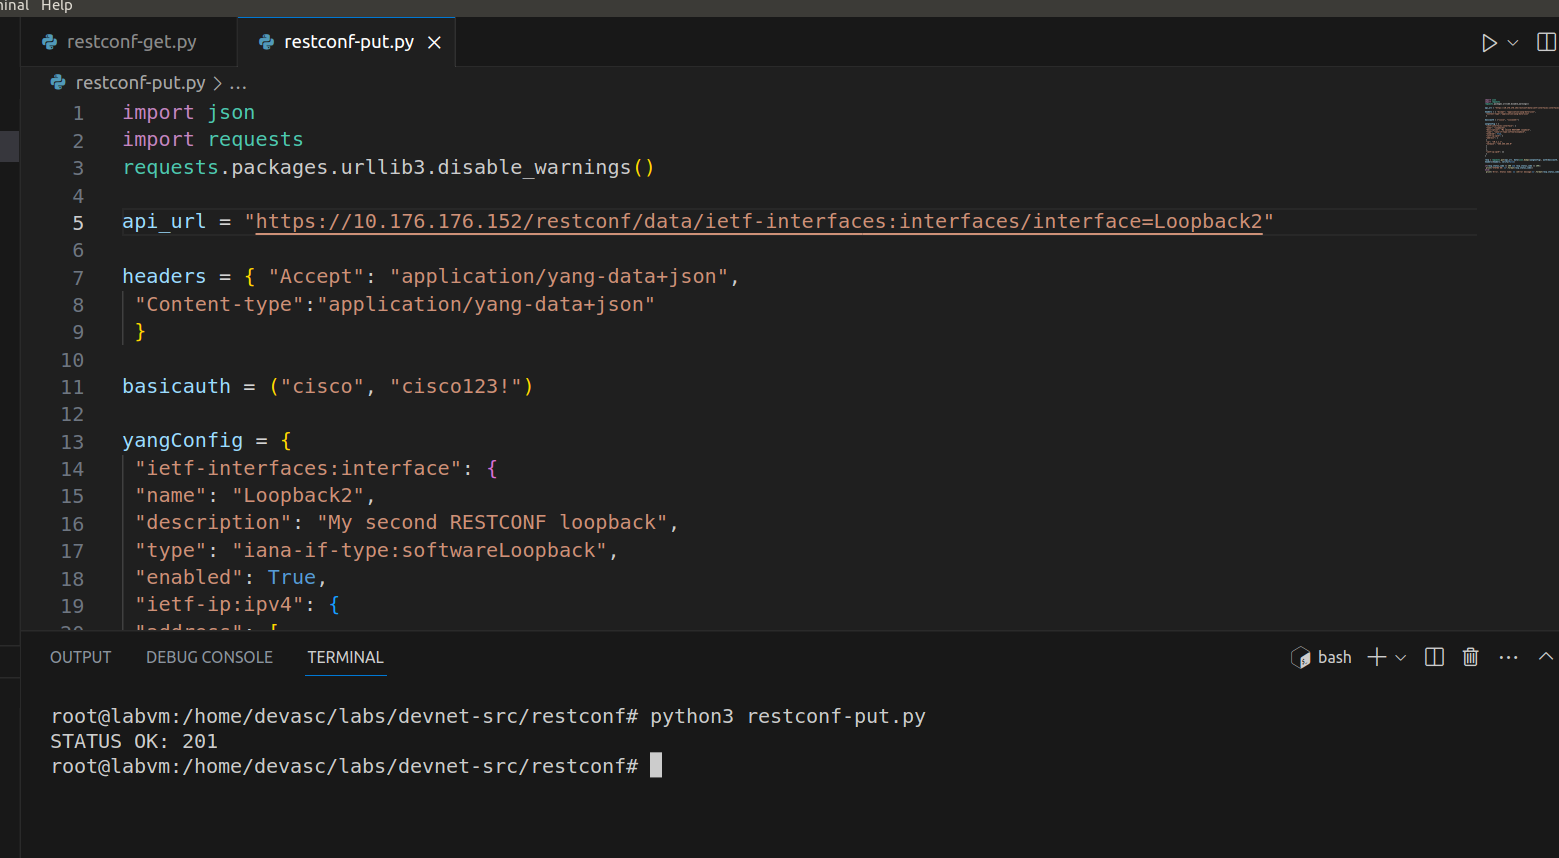 Help
restconf-get.py
restconf-put.py
restconf-put.py > ...
1 import json
2 import requests
3 requests.packages.urllib3.disable_warnings()
4
5 api_url = "https://10.176.176.152/restconf/data/ietf-interfaces:interfaces/interface=Loopback2"
6
7 headers = { "Accept": "application/yang-data+json",
8 "Content-type":"application/yang-data+json"
9 }
10
11 basicauth = ("cisco", "cisco123!")
12
13 yangConfig = {
14 "ietf-interfaces:interface": {
15 "name": "Loopback2",
16 "description": "My second RESTCONF loopback",
17 "type": "iana-if-type:softwareLoopback",
18 "enabled": True,
19 "ietf-ip:ipv4": {
20 "address": [
OUTPUT DEBUG CONSOLE TERMINAL bash
root@labvm:/home/devasc/labs/devnet-src/restconf# python3 restconf-put.py
STATUS OK: 201
root@labvm:/home/devasc/labs/devnet-src/restconf#